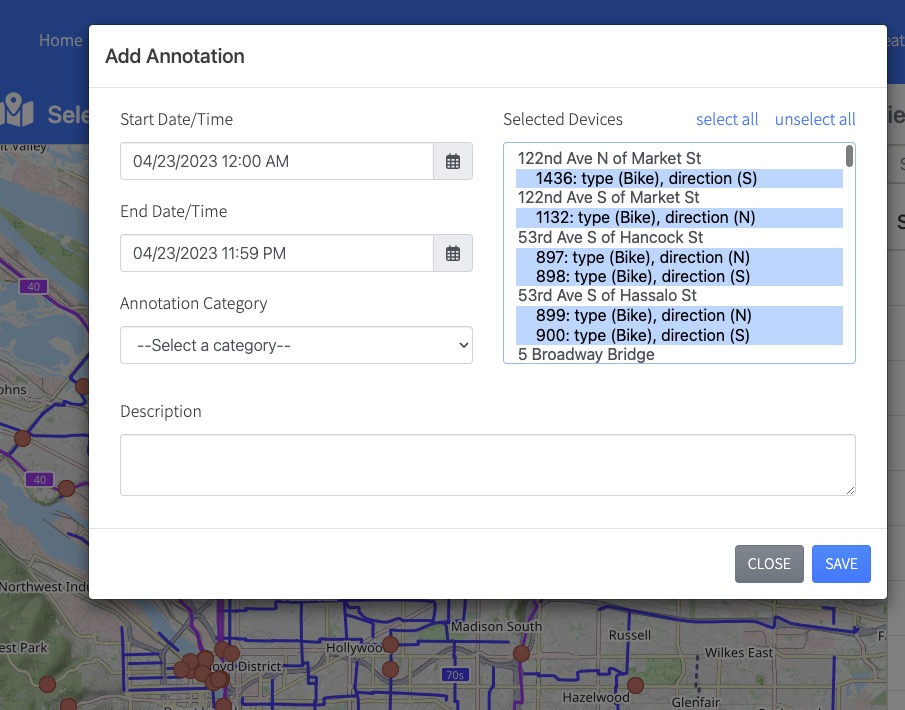 Home
Add Annotation
Start Date/Time
04/23/2023 12:00 AM
End Date/Time
04/23/2023 11:59 PM
Annotation Category
--Select a category--
Selected Devices select all unselect all
122nd Ave N of Market St
1436: type (Bike), direction (S)
122nd Ave S of Market St
1132: type (Bike), direction (N)
53rd Ave S of Hancock St
897: type (Bike), direction (N)
898: type (Bike), direction (S)
53rd Ave S of Hassalo St
899: type (Bike), direction (N)
900: type (Bike), direction (S)
5 Broadway Bridge
Description
CLOSE SAVE
Sele
40
40
Northwest Ind
Madison South
Hollywoo
Russell
Wilkes East
oyd District
70s
Hazelwood
Glenfair
est Park